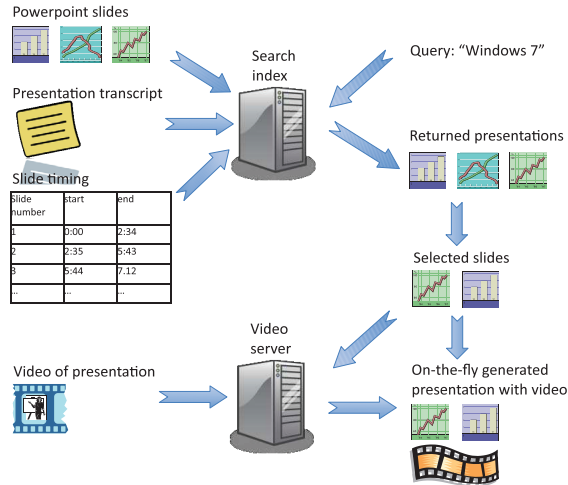 Powerpoint slides
Search
index
Query: “Windows 7”
Presentation transcript
Returned presentations
Slide timing
Slide
number
start
end
1
0:00
2:34
2
2:35
5:43
3
5:44
7.12
...
...
...
Selected slides
Video
server
Video of presentation
On-the-fly generated
presentation with video